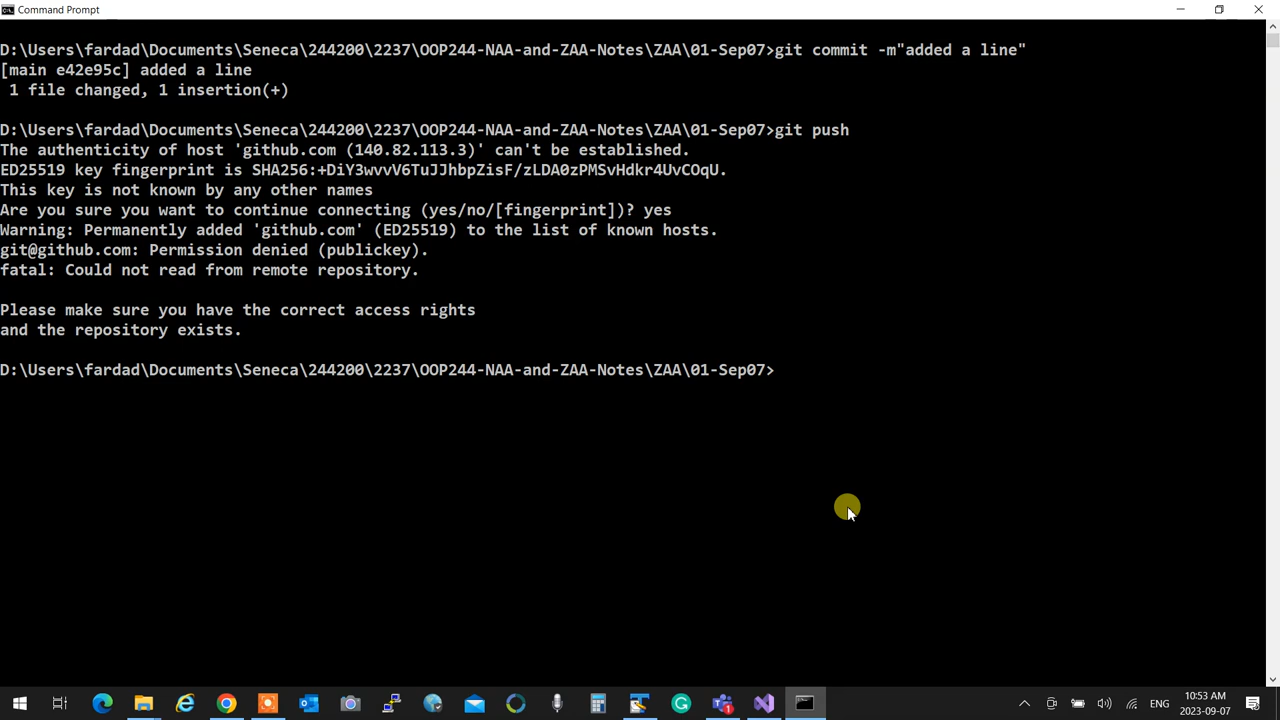 Command Prompt
D:\Users\fardad\Documents\Seneca\244200\2237\OOP244-NAA-and-ZAA-Notes\ZAA\01-Sep07>git commit -m"added a line"
[main e42e95c] added a line
 1 file changed, 1 insertion(+)
D:\Users\fardad\Documents\Seneca\244200\2237\OOP244-NAA-and-ZAA-Notes\ZAA\01-Sep07>git push
The authenticity of host 'github.com (140.82.113.3)' can't be established.
ED25519 key fingerprint is SHA256:+DiY3wvvV6TuJJhbpZisF/zLDA0zPMSvHdkr4UvCOqU.
This key is not known by any other names
Are you sure you want to continue connecting (yes/no/[fingerprint])? yes
Warning: Permanently added 'github.com' (ED25519) to the list of known hosts.
git@github.com: Permission denied (publickey).
fatal: Could not read from remote repository.
Please make sure you have the correct access rights
and the repository exists.
D:\Users\fardad\Documents\Seneca\244200\2237\OOP244-NAA-and-ZAA-Notes\ZAA\01-Sep07>
ENG
10:53 AM
2023-09-07